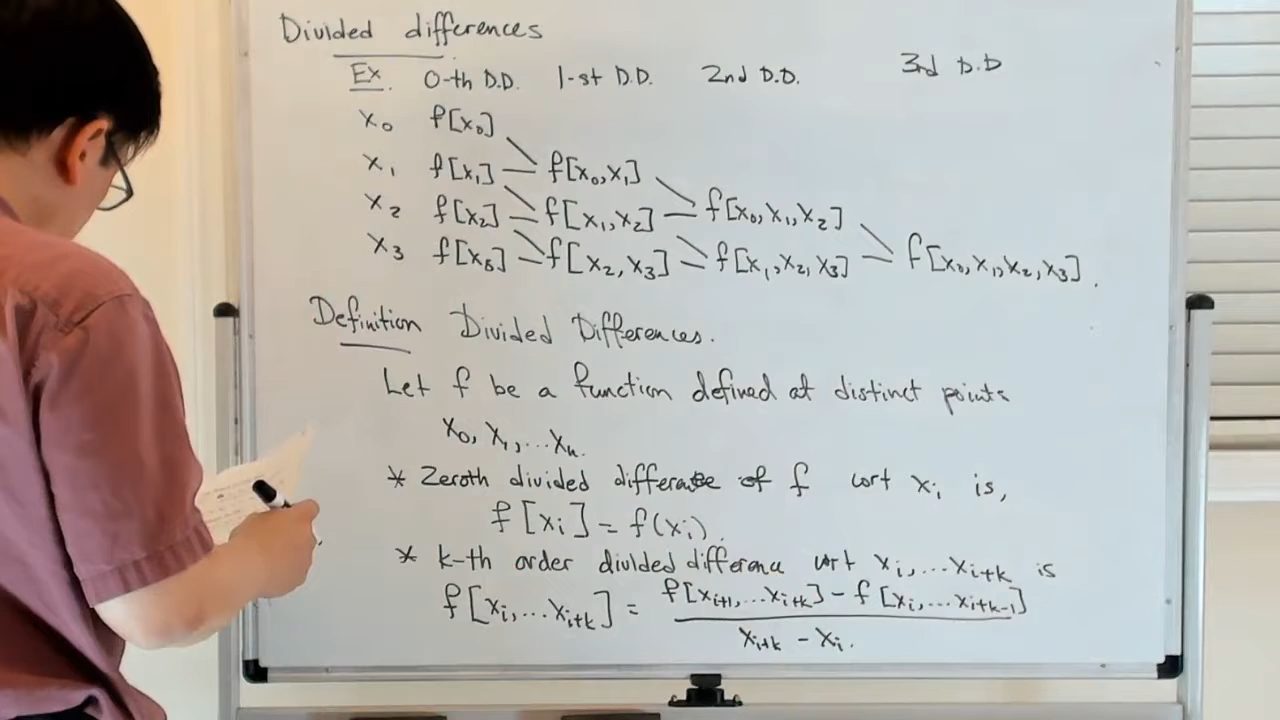 Divided differences
Ex. 0-th D.D. 1-st D.D. 2nd D.D. 3rd D.D
x₀ f[x₀]
x₁ f[x₁] f[x₀,x₁]
x₂ f[x₂] f[x₁,x₂] f[x₀,x₁,x₂]
x₃ f[x₃] f[x₂,x₃] f[x₁,x₂,x₃] f[x₀,x₁,x₂,x₃].
Definition Divided Differences.
Let f be a function defined at distinct points
x₀, x₁, ...xₙ.
* Zeroth divided difference of f wrt xᵢ is,
f[xᵢ] = f(xᵢ).
* k-th order divided difference wrt xᵢ,...xᵢ₊ₖ is
f[xᵢ,...xᵢ₊ₖ] = f[xᵢ₊₁,...xᵢ₊ₖ] - f[xᵢ,...xᵢ₊ₖ₋₁]
xᵢ₊ₖ - xᵢ.